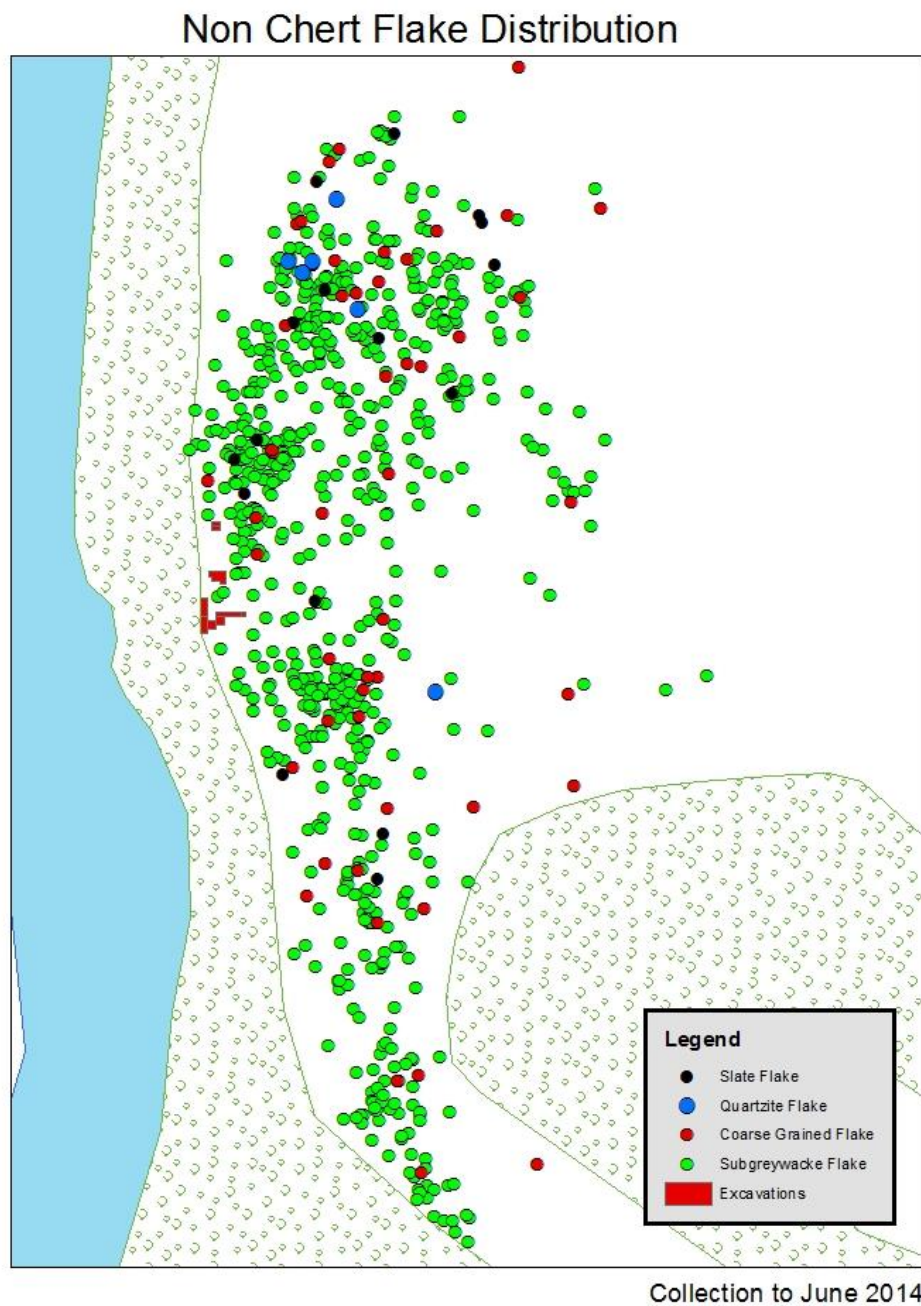 Non Chert Flake Distribution
Legend
Slate Flake
Quartzite Flake
Coarse Grained Flake
Subgreywacke Flake
Excavations
Collection to June 2014